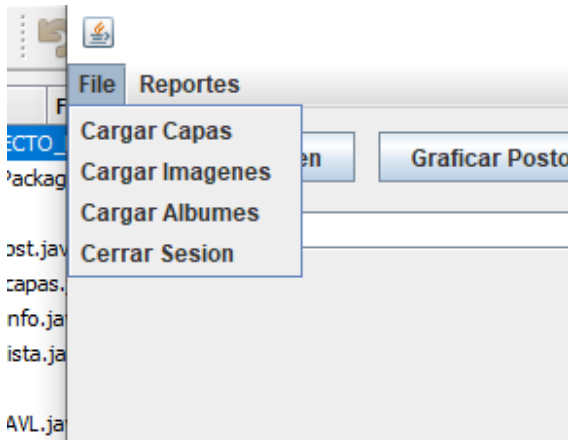 File Reportes
F
Cargar Capas
ECTO_
en
Graficar Posto
Cargar Imagenes
Packag
Cargar Albumes
ost.jav
Cerrar Sesion
capas.j
nfo.jav
ista.ja
AVL.ja